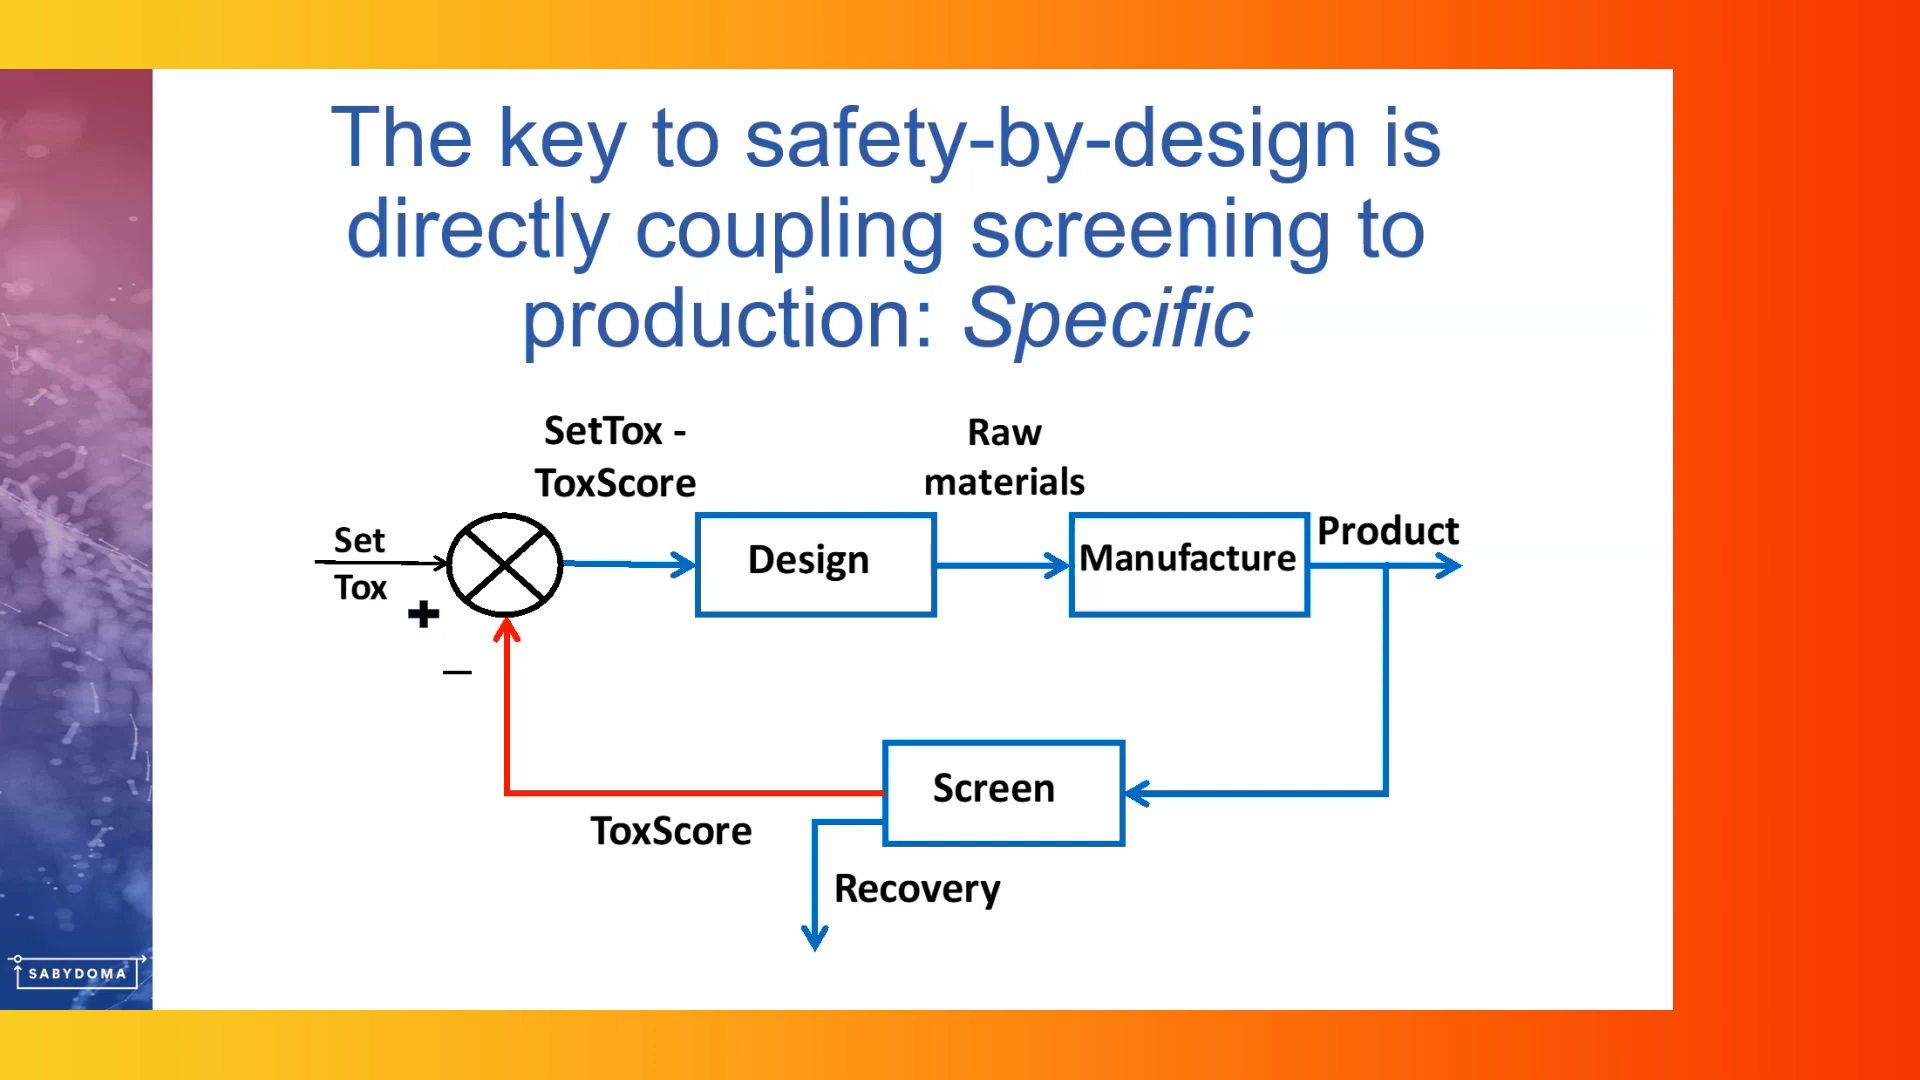 The key to safety-by-design is
directly coupling screening to
production: Specific
SetTox -
ToxScore
Raw
materials
Set
Tox
+
–
Design
Manufacture
Product
Screen
ToxScore
Recovery
SABYDOMA